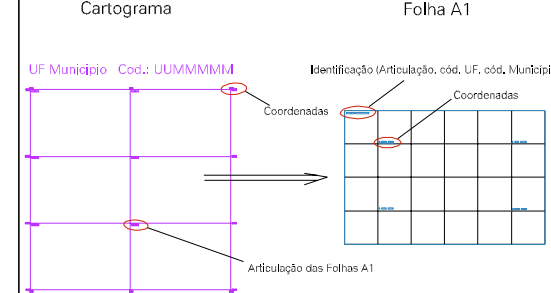 Cartograma
Folha A1
UF Município Cod.: UUMMMMM
Identificação (Articulação, cód. UF, cód. Municípi
Coordenadas
Coordenadas
Articulação das Folhas A1